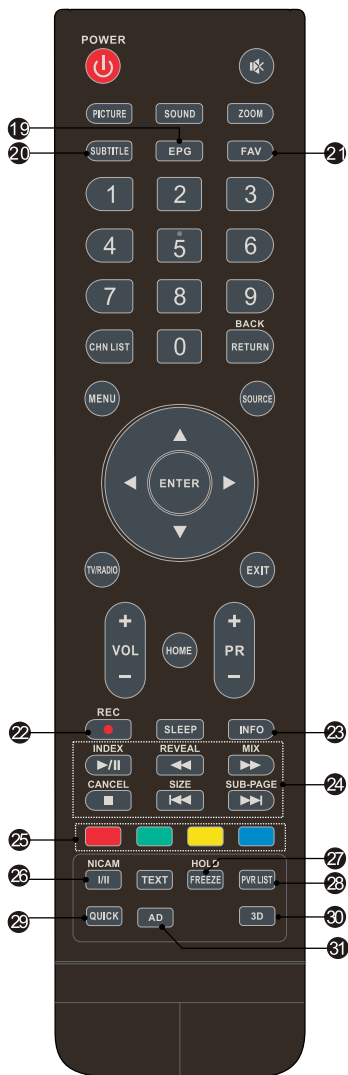 POWER
PICTURE SOUND ZOOM
19
20 SUBTITLE EPG FAV 21
1 2 3
4 5 6
7 8 9
BACK
CHN LIST 0 RETURN
MENU SOURCE
ENTER
TV/RADIO EXIT
+ +
VOL HOME PR
− −
REC
22 SLEEP INFO 23
INDEX REVEAL MIX
24
CANCEL SIZE SUB-PAGE
25
NICAM HOLD 27
26 I/II TEXT FREEZE PVR LIST 28
29 QUICK AD 3D 30
31